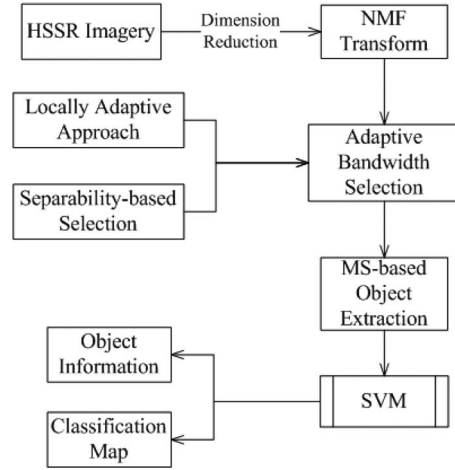 HSSR Imagery
Dimension
Reduction
NMF
Transform
Locally Adaptive
Approach
Separability-based
Selection
Adaptive
Bandwidth
Selection
MS-based
Object
Extraction
Object
Information
SVM
Classification
Map